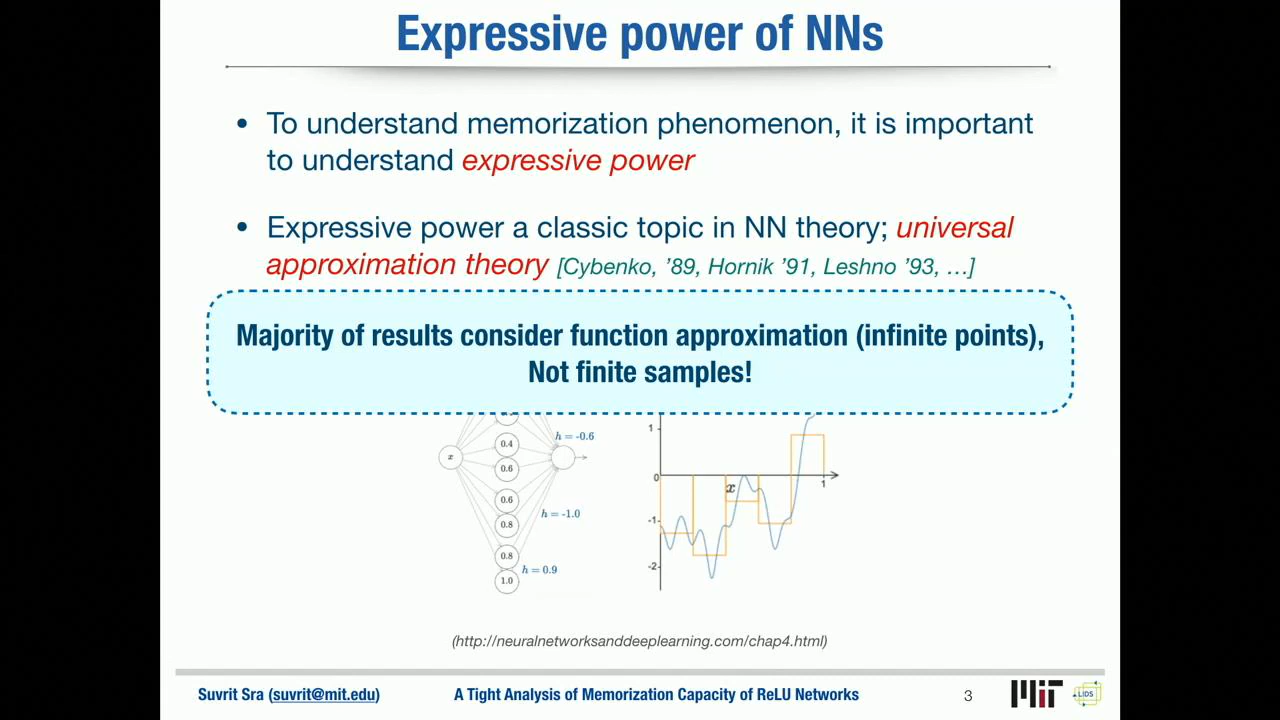 Expressive power of NNs
• To understand memorization phenomenon, it is important
to understand expressive power
• Expressive power a classic topic in NN theory; universal
approximation theory [Cybenko, ’89, Hornik ’91, Leshno ’93, …]
Majority of results consider function approximation (infinite points),
Not finite samples!
x
0.4
0.6
0.6
0.8
0.8
1.0
h = -0.6
h = -1.0
h = 0.9
1
0
-1
-2
x
1
(http://neuralnetworksanddeeplearning.com/chap4.html)
Suvrit Sra (suvrit@mit.edu)
A Tight Analysis of Memorization Capacity of ReLU Networks
3
MIT
LIDS